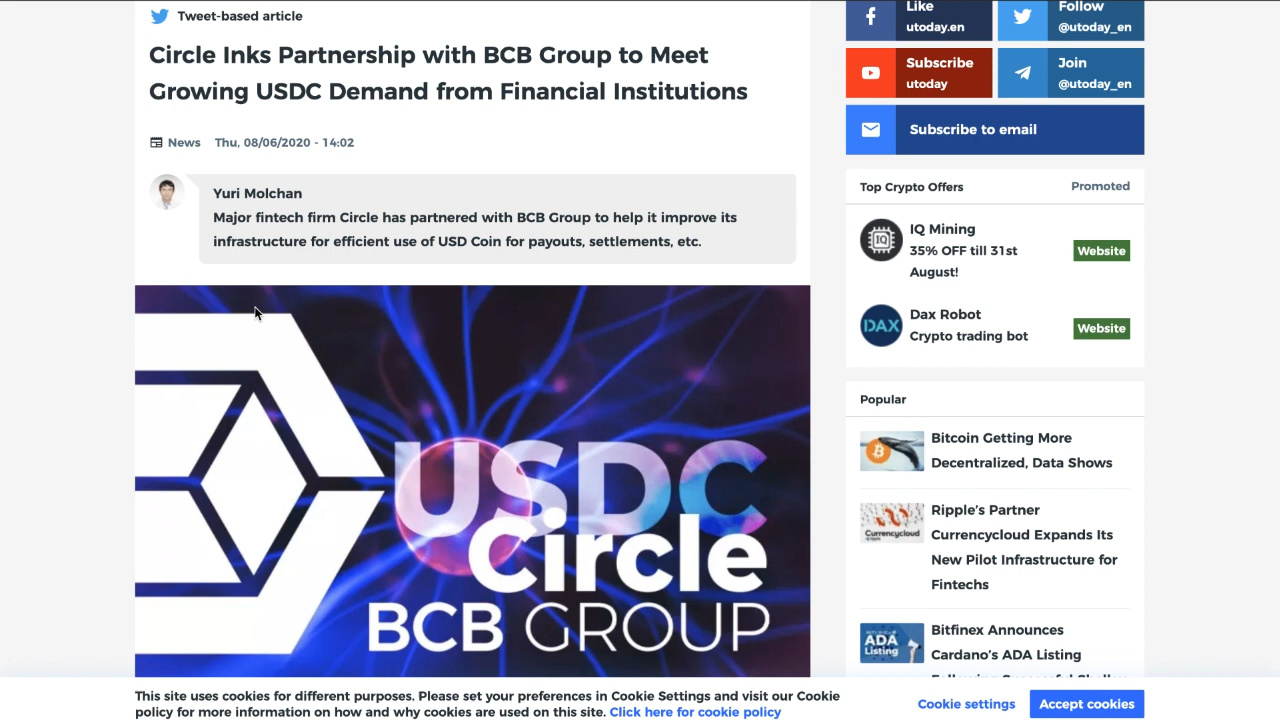 Tweet-based article
Circle Inks Partnership with BCB Group to Meet
Growing USDC Demand from Financial Institutions
News Thu, 08/06/2020 - 14:02
Yuri Molchan
Major fintech firm Circle has partnered with BCB Group to help it improve its
infrastructure for efficient use of USD Coin for payouts, settlements, etc.
USDC
Circle
BCB GROUP
Like
utoday.en
Follow
@utoday_en
Subscribe
utoday
Join
@utoday_en
Subscribe to email
Top Crypto Offers
Promoted
IQ
IQ Mining
35% OFF till 31st
August!
Website
DAX
Dax Robot
Crypto trading bot
Website
Popular
Bitcoin Getting More
Decentralized, Data Shows
Currencycloud
Ripple's Partner
Currencycloud Expands Its
New Pilot Infrastructure for
Fintechs
ADA
Listing
Bitfinex Announces
Cardano's ADA Listing
This site uses cookies for different purposes. Please set your preferences in Cookie Settings and visit our Cookie
policy for more information on how and why cookies are used on this site. Click here for cookie policy
Cookie settings
Accept cookies